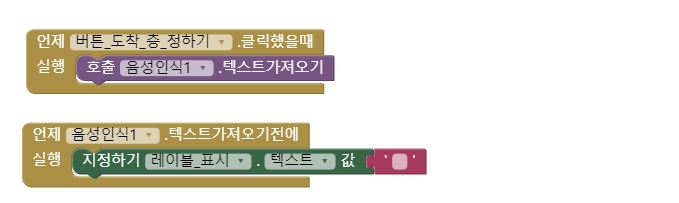 언제 버튼_도착_층_정하기 .클릭했을때
실행 호출 음성인식1 .텍스트가져오기
언제 음성인식1 .텍스트가져오기전에
실행 지정하기 레이블_표시 . 텍스트 값 ' '